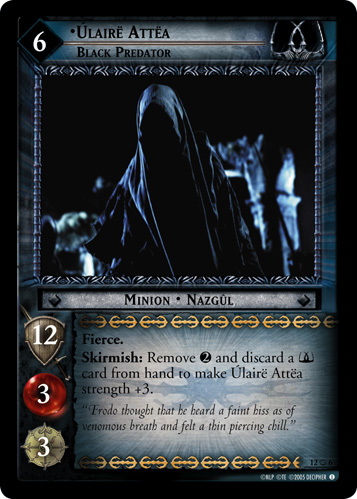 6
•Úlairë Attëa
Black Predator
Minion • Nazgûl
12
3
3
Fierce.
Skirmish: Remove ❷ and discard a
card from hand to make Úlairë Attëa
strength +3.
"Frodo thought that he heard a faint hiss as of
venomous breath and felt a thin piercing chill."
©NLP ©TE ©2005 DECIPHER
12